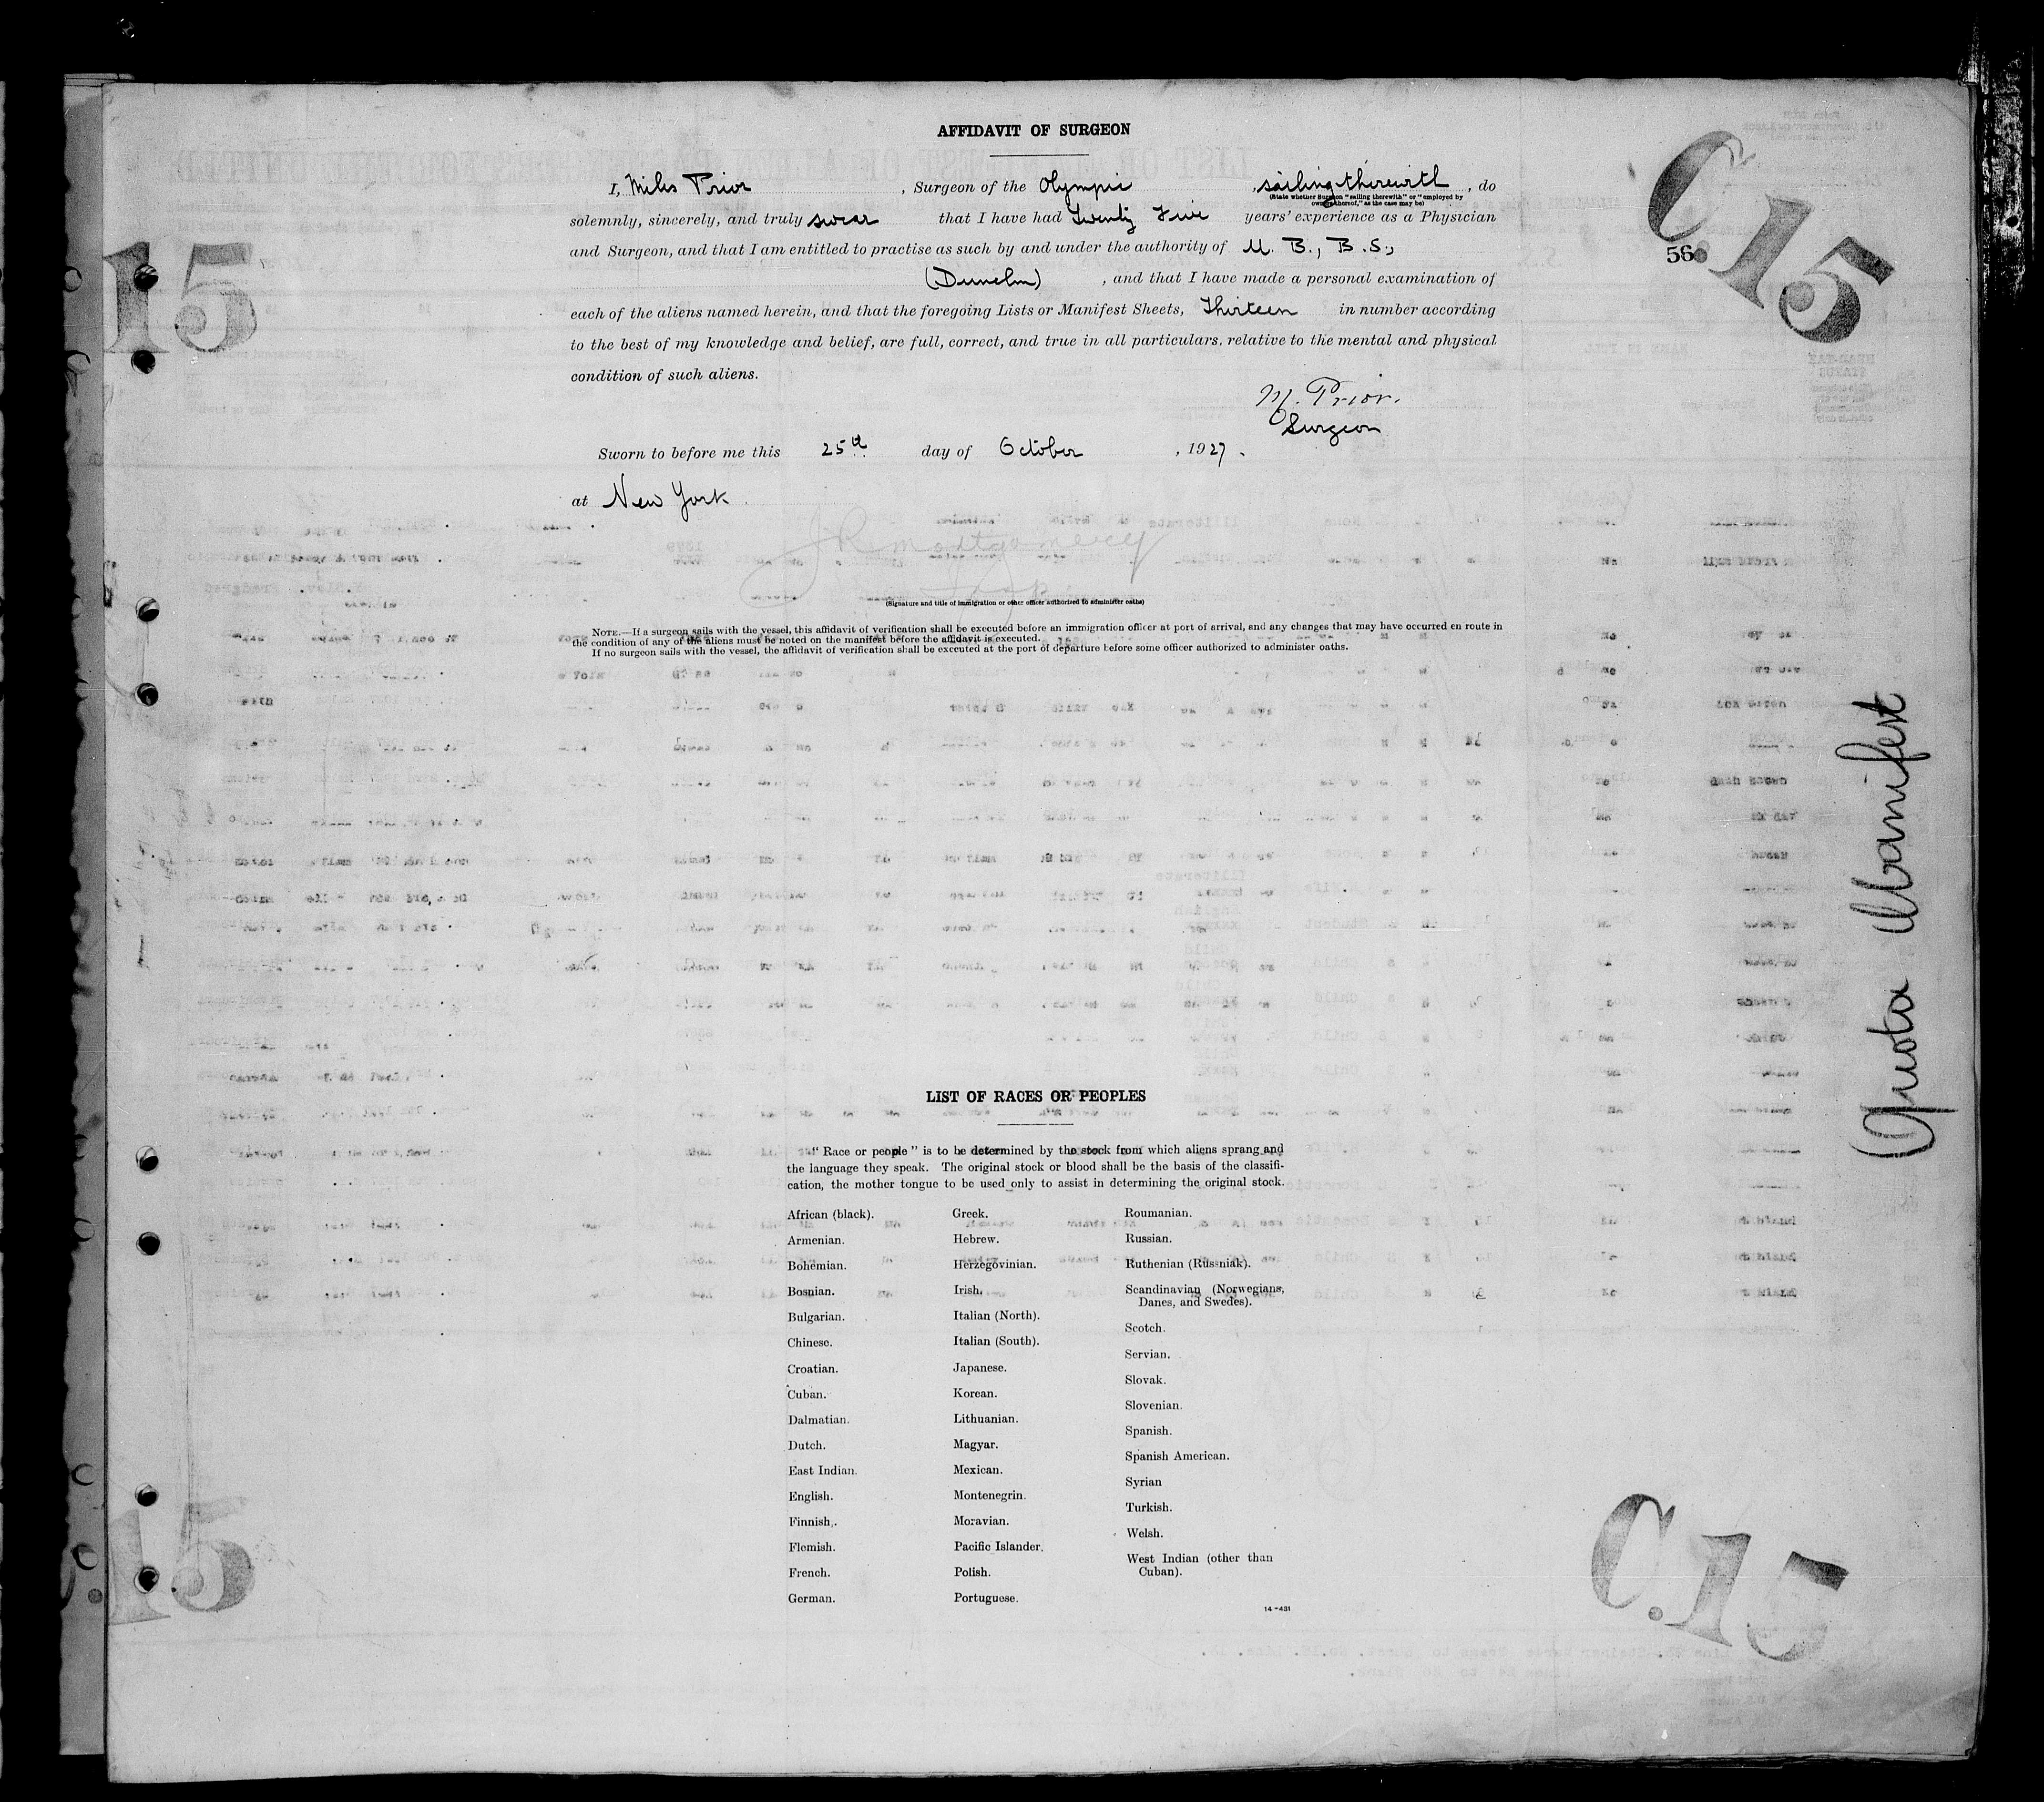 AFFIDAVIT OF SURGEON
I, Miles Prior, Surgeon of the Olympic, sailing therewith, do
(State whether Surgeon "sailing therewith" or "employed by
owners thereof," as the case may be)
solemnly, sincerely, and truly swear that I have had Twenty Five years' experience as a Physician
and Surgeon, and that I am entitled to practise as such by and under the authority of M. B., B. S.,
(Dunelm), and that I have made a personal examination of
each of the aliens named herein, and that the foregoing Lists or Manifest Sheets, Thirteen in number according
to the best of my knowledge and belief, are full, correct, and true in all particulars, relative to the mental and physical
condition of such aliens.
M. Prior.
Surgeon
Sworn to before me this 25th day of October, 1927.
at New York
J R Montgomery
Insp
(Signature and title of immigration or other officer authorized to administer oaths)
NOTE.—If a surgeon sails with the vessel, this affidavit of verification shall be executed before an immigration officer at port of arrival, and any changes that may have occurred en route in
the condition of any of the aliens must be noted on the manifest before the affidavit is executed.
If no surgeon sails with the vessel, the affidavit of verification shall be executed at the port of departure before some officer authorized to administer oaths.
C.15
56
15
Quota Manifest
LIST OF RACES OR PEOPLES
"Race or people" is to be determined by the stock from which aliens sprang and
the language they speak. The original stock or blood shall be the basis of the classifi-
cation, the mother tongue to be used only to assist in determining the original stock.
African (black).
Armenian.
Bohemian.
Bosnian.
Bulgarian.
Chinese.
Croatian.
Cuban.
Dalmatian.
Dutch.
East Indian.
English.
Finnish.
Flemish.
French.
German.
Greek.
Hebrew.
Herzegovinian.
Irish.
Italian (North).
Italian (South).
Japanese.
Korean.
Lithuanian.
Magyar.
Mexican.
Montenegrin.
Moravian.
Pacific Islander.
Polish.
Portuguese.
Roumanian.
Russian.
Ruthenian (Russniak).
Scandinavian (Norwegians,
Danes, and Swedes).
Scotch.
Servian.
Slovak.
Slovenian.
Spanish.
Spanish American.
Syrian
Turkish.
Welsh.
West Indian (other than
Cuban).
14-431
15
C.15